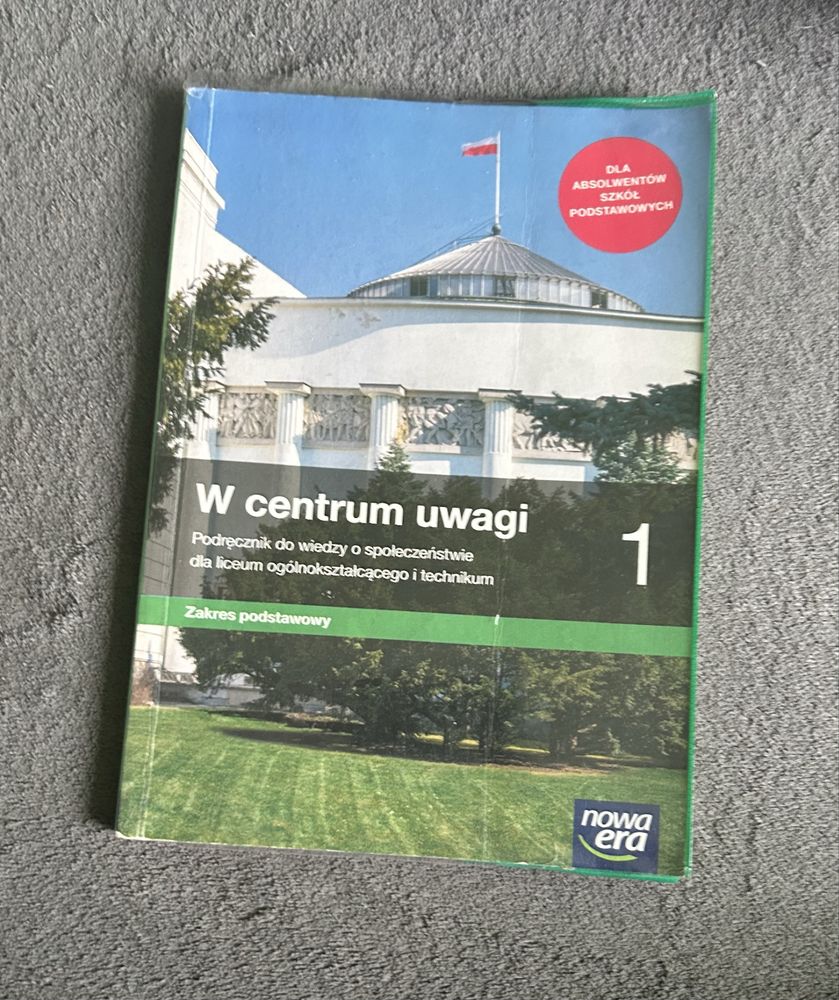 DLA
ABSOLWENTÓW
SZKÓŁ
PODSTAWOWYCH
W centrum uwagi
1
Podręcznik do wiedzy o społeczeństwie
dla liceum ogólnokształcącego i technikum
Zakres podstawowy
nowa
era